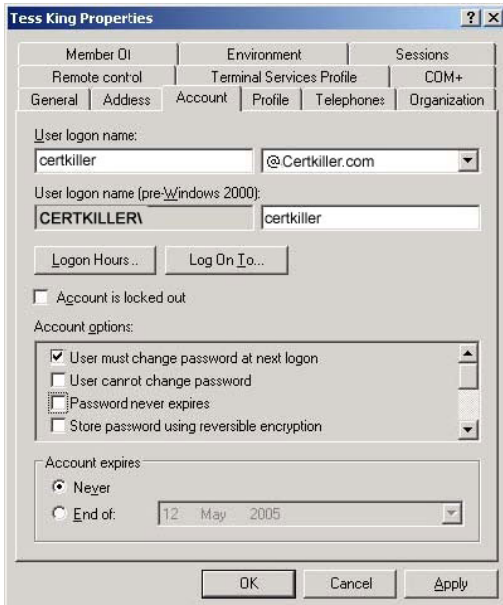 Tess King Properties
Member Of Environment Sessions
Remote control Terminal Services Profile COM+
General Address Account Profile Telephones Organization
User logon name:
certkiller @Certkiller.com
User logon name (pre-Windows 2000):
CERTKILLER\ certkiller
Logon Hours... Log On To...
Account is locked out
Account options:
User must change password at next logon
User cannot change password
Password never expires
Store password using reversible encryption
Account expires
Never
End of: 12 May 2005
OK Cancel Apply